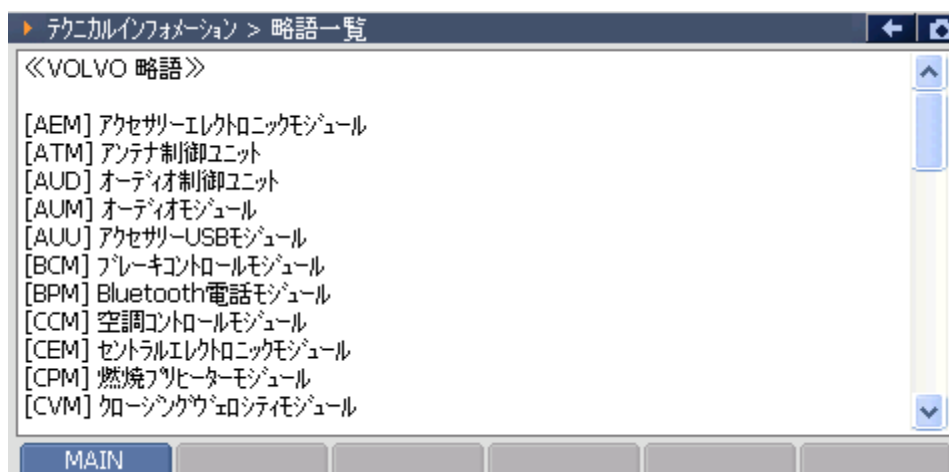 テクニカルインフォメーション > 略語一覧
≪VOLVO 略語≫
[AEM] アクセサリーエレクトロニックモジュール
[ATM] アンテナ制御ユニット
[AUD] オーディオ制御ユニット
[AUM] オーディオモジュール
[AUU] アクセサリーUSBモジュール
[BCM] ブレーキコントロールモジュール
[BPM] Bluetooth電話モジュール
[CCM] 空調コントロールモジュール
[CEM] セントラルエレクトロニックモジュール
[CPM] 燃焼プリヒーターモジュール
[CVM] クロージングヴェロシティモジュール
MAIN